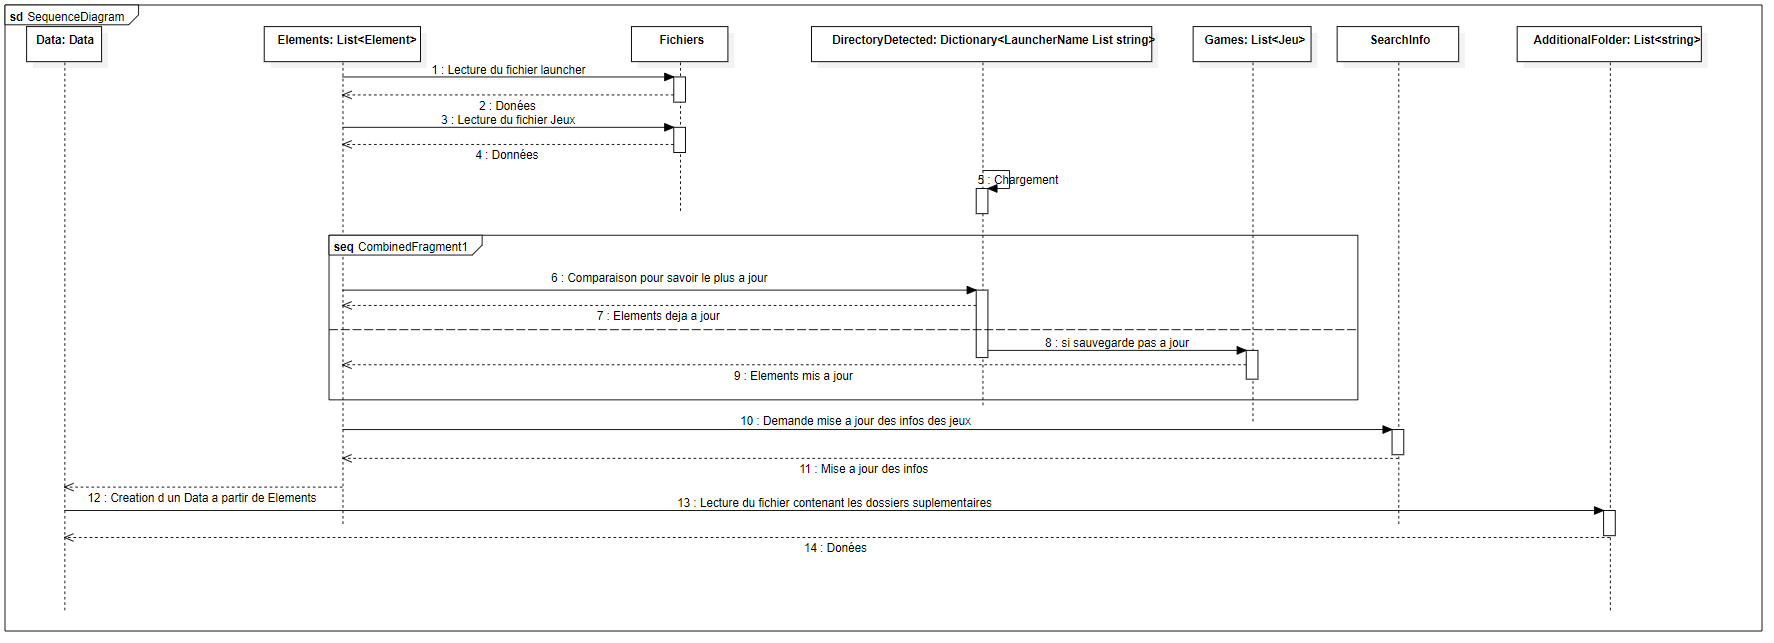 sd SequenceDiagram
Data: Data
Elements: List<Element>
Fichiers
DirectoryDetected: Dictionary<LauncherName List string>
Games: List<Jeu>
SearchInfo
AdditionalFolder: List<string>
1 : Lecture du fichier launcher
2 : Donées
3 : Lecture du fichier Jeux
4 : Données
5 : Chargement
seq CombinedFragment1
6 : Comparaison pour savoir le plus a jour
7 : Elements deja a jour
8 : si sauvegarde pas a jour
9 : Elements mis a jour
10 : Demande mise a jour des infos des jeux
11 : Mise a jour des infos
12 : Creation d un Data a partir de Elements
13 : Lecture du fichier contenant les dossiers suplementaires
14 : Donées